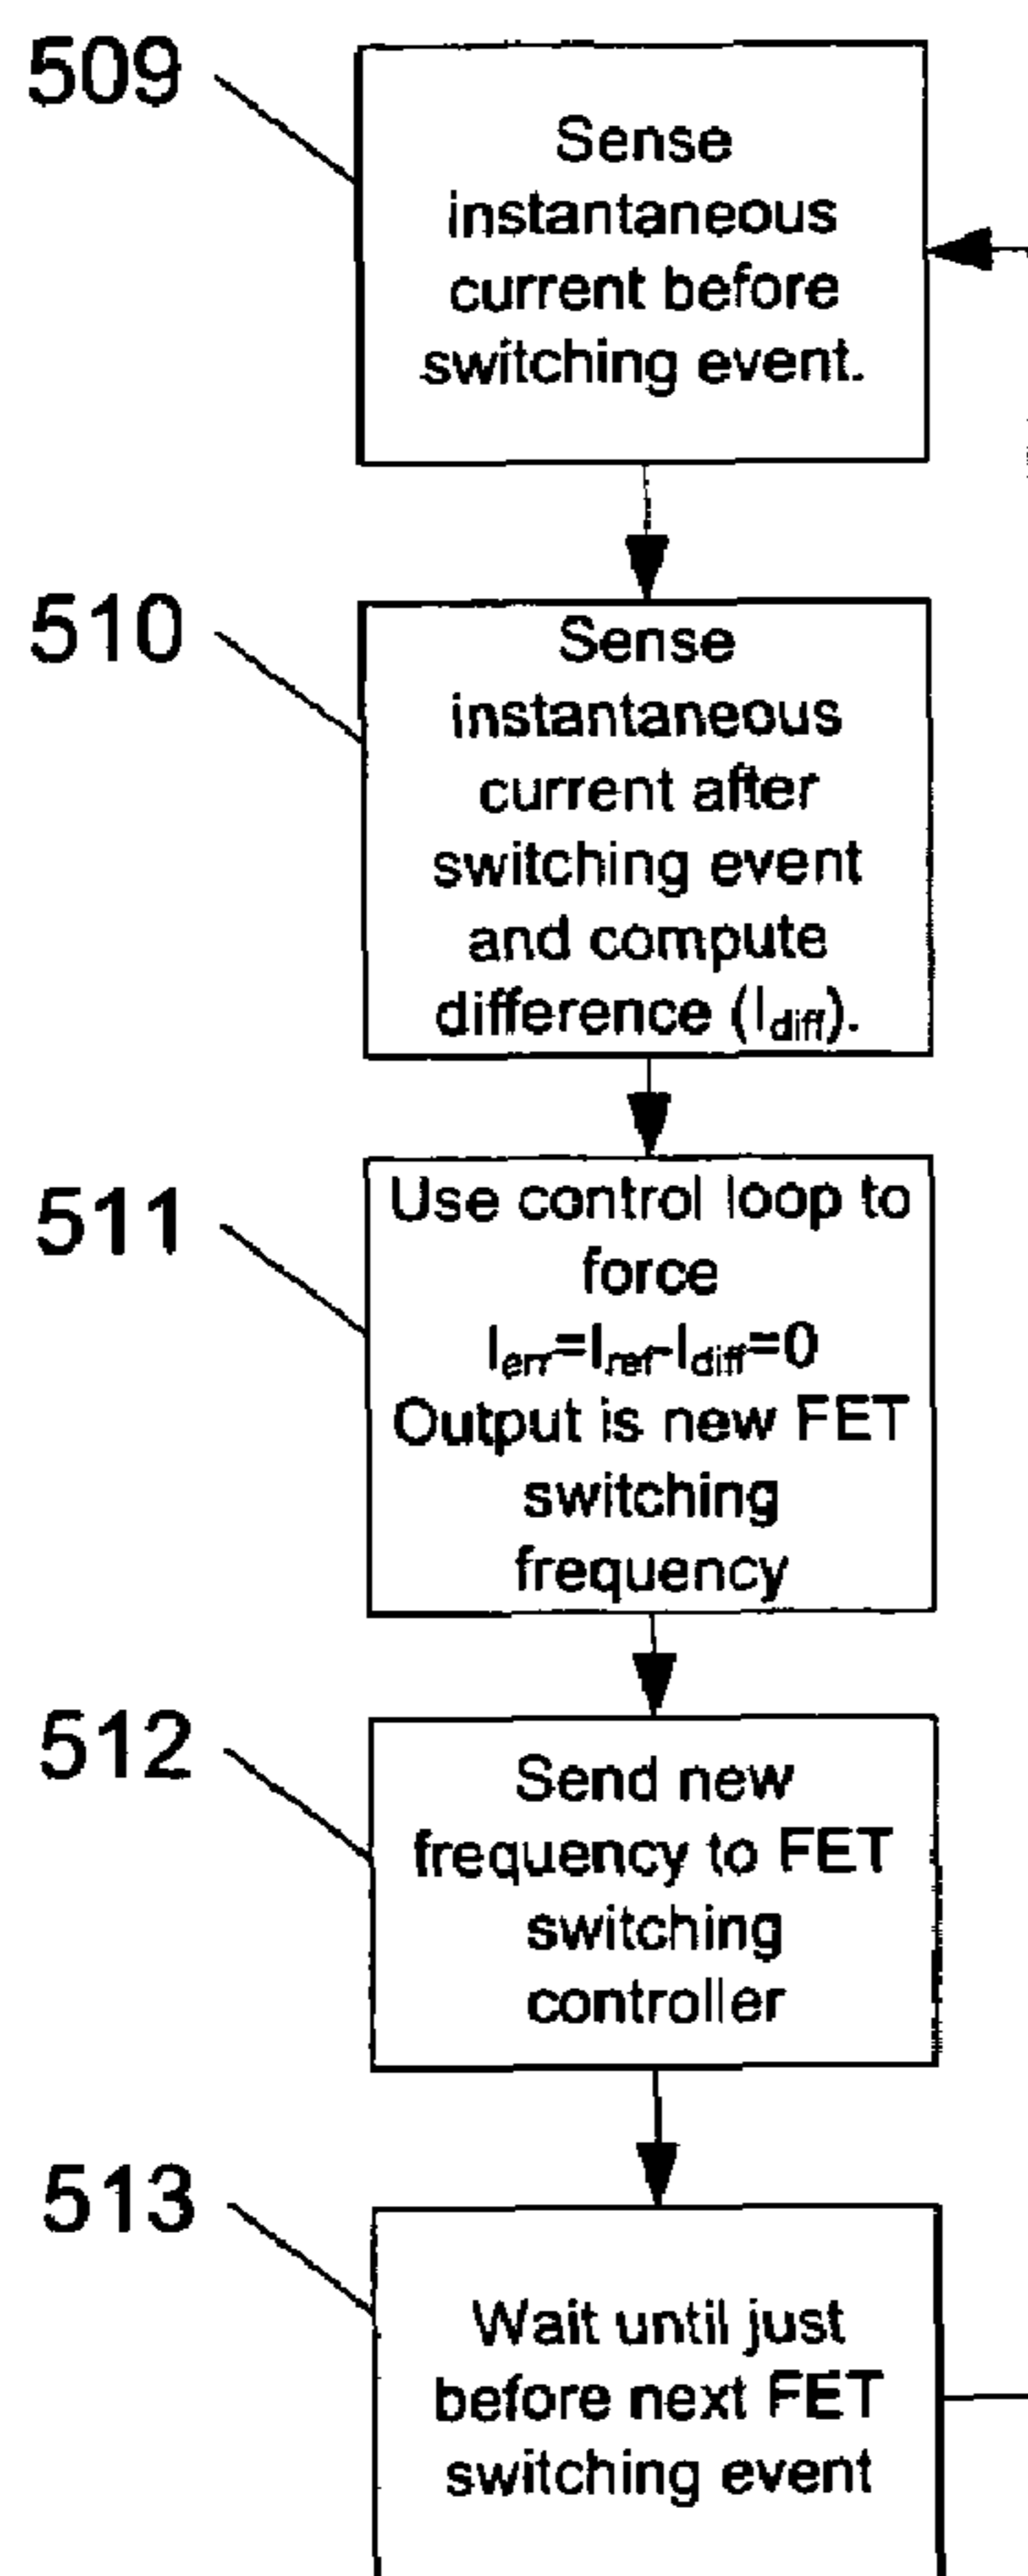 509
Sense
instantaneous
current before
switching event.
510
Sense
instantaneous
current after
switching event
and compute
difference (I_diff).
511
Use control loop to
force
I_err=I_ref-I_diff=0
Output is new FET
switching
frequency
512
Send new
frequency to FET
switching
controller
513
Wait until just
before next FET
switching event